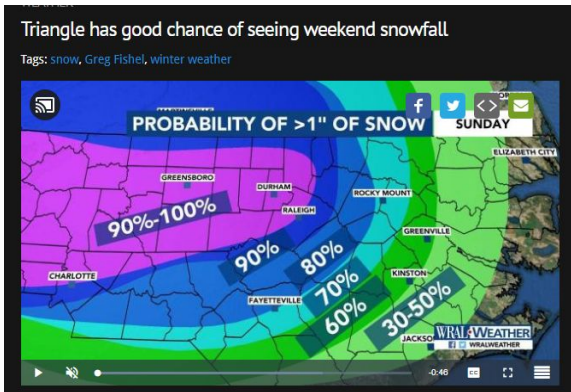 WEATHER
Triangle has good chance of seeing weekend snowfall
Tags: snow, Greg Fishel, winter weather
PROBABILITY OF >1" OF SNOW
SUNDAY
ELIZABETH CITY
GREENSBORO
DURHAM
ROCKY MOUNT
RALEIGH
90%-100%
GREENVILLE
90%
80%
CHARLOTTE
KINSTON
70%
FAYETTEVILLE
60%
30-50%
WRAL WEATHER
WRALWEATHER
-0:46
CC